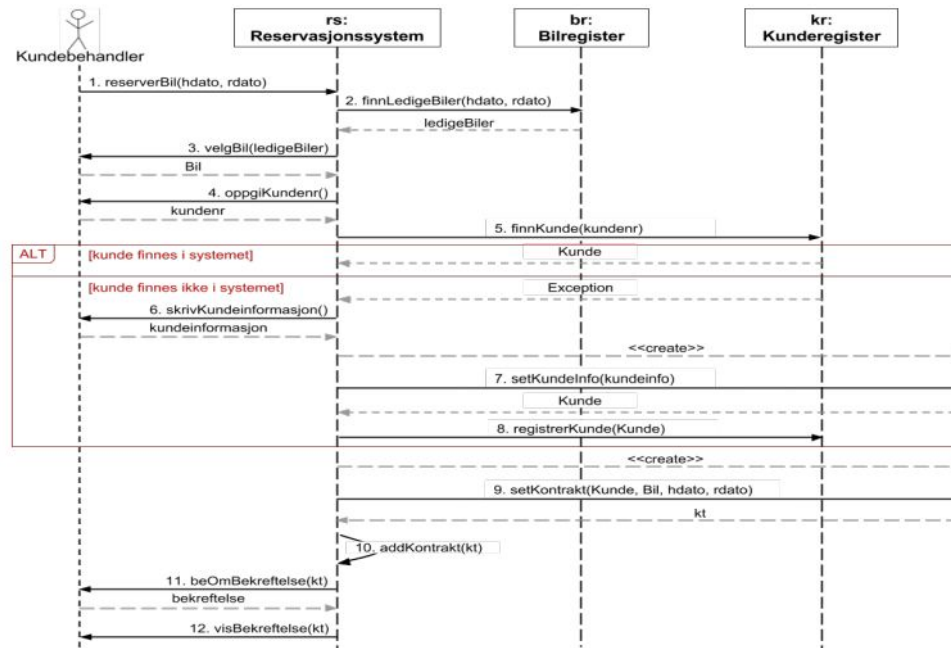 rs:
Reservasjonssystem
br:
Bilregister
kr:
Kunderegister
Kundebehandler
1. reserverBil(hdato, rdato)
2. finnLedigeBiler(hdato, rdato)
ledigeBiler
3. velgBil(ledigeBiler)
Bil
4. oppgiKundenr()
kundenr
5. finnKunde(kundenr)
ALT
[kunde finnes i systemet]
Kunde
[kunde finnes ikke i systemet]
Exception
6. skrivKundeinformasjon()
kundeinformasjon
<<create>>
7. setKundeInfo(kundeinfo)
Kunde
8. registrerKunde(Kunde)
<<create>>
9. setKontrakt(Kunde, Bil, hdato, rdato)
kt
10. addKontrakt(kt)
11. beOmBekreftelse(kt)
bekreftelse
12. visBekreftelse(kt)